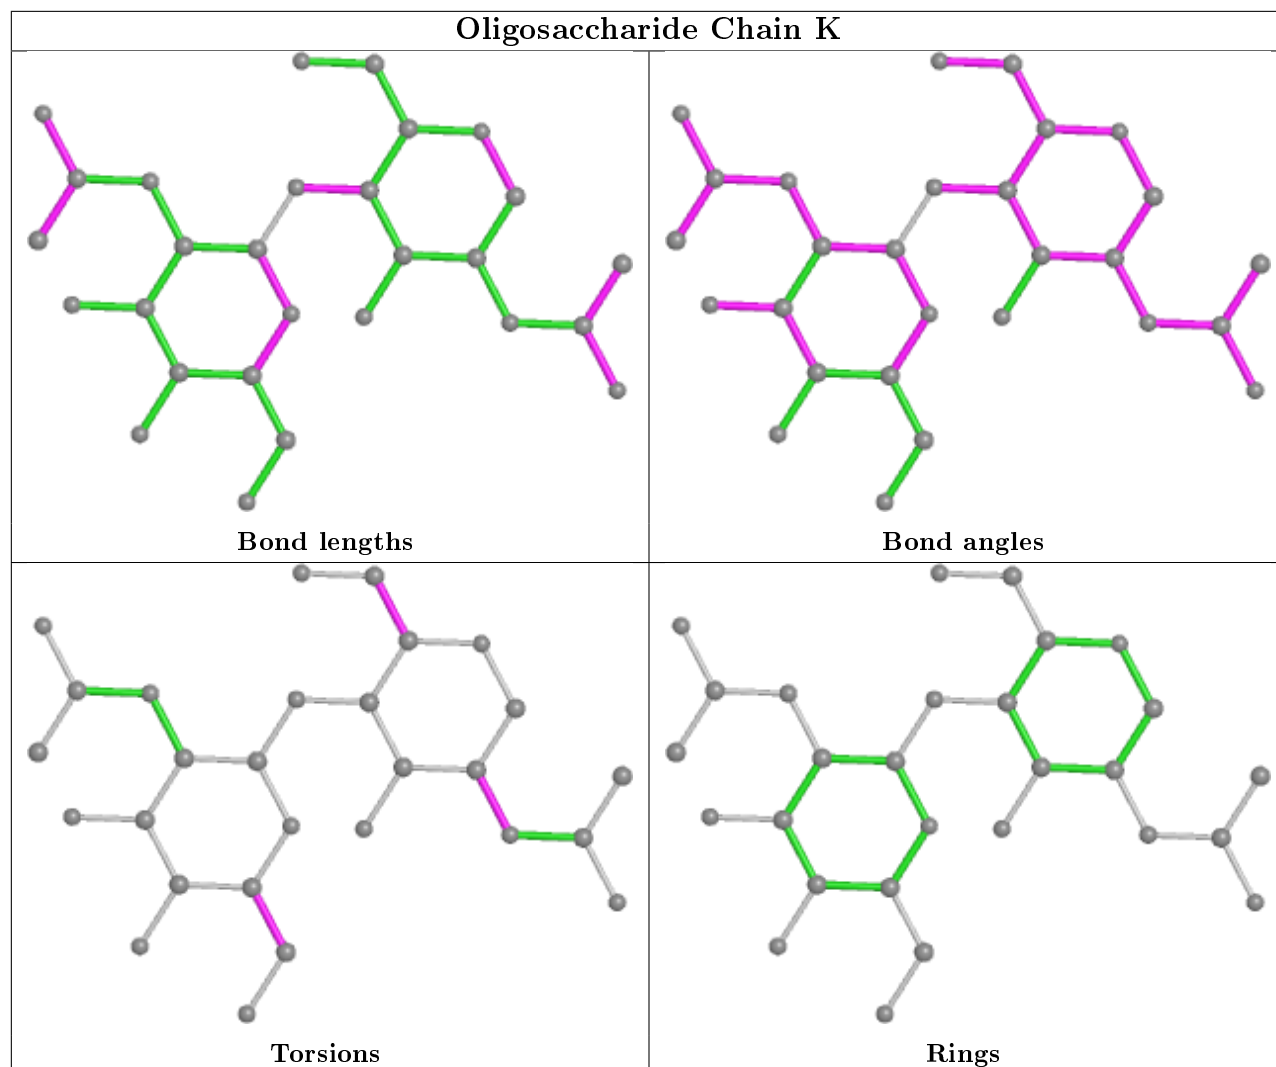 Oligosaccharide Chain K
Bond lengths
Bond angles
Torsions
Rings